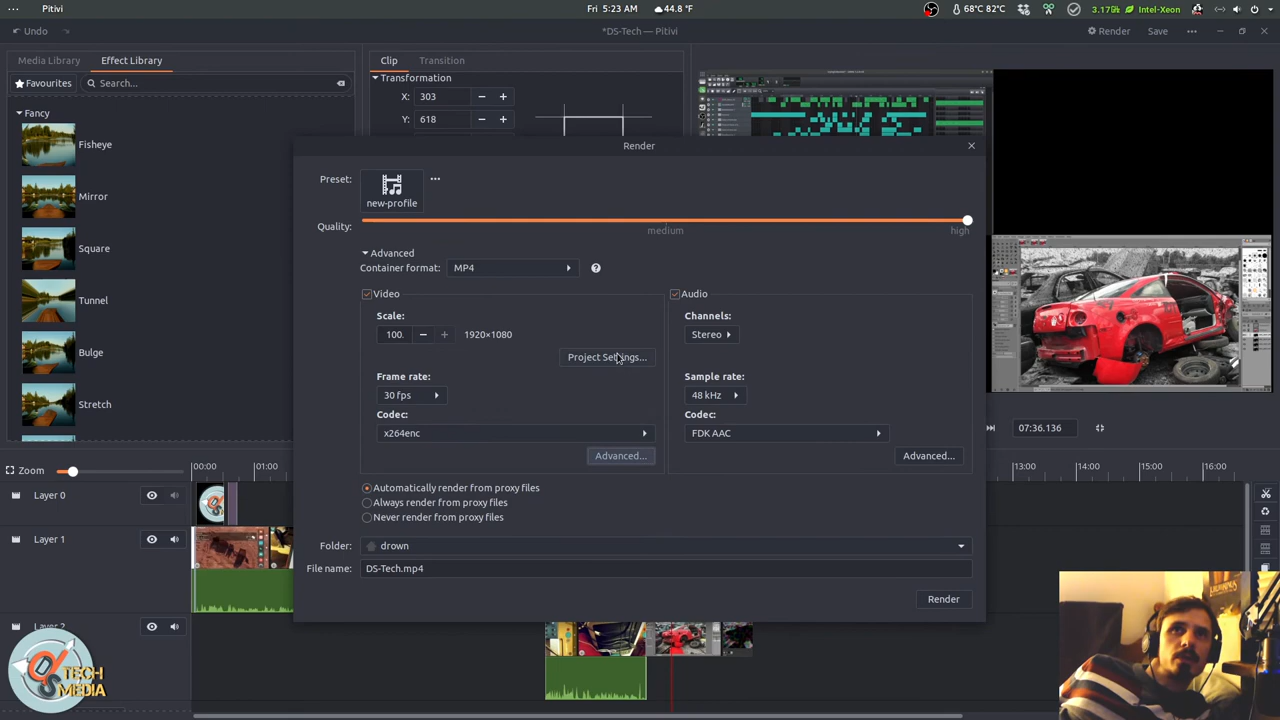 Pitivi
Fri 5:23 AM
44.8 °F
68°C 82°C
3.17%
Intel-Xeon
Undo
*DS-Tech — Pitivi
Render
Save
Media Library
Effect Library
Clip
Transition
Favourites
Search...
Transformation
X:
303
Y:
618
Fancy
Fisheye
Mirror
Square
Tunnel
Bulge
Stretch
Render
Preset:
new-profile
Quality:
medium
high
Advanced
Container format:
MP4
Video
Scale:
100.
1920×1080
Project Settings...
Frame rate:
30 fps
Codec:
x264enc
Advanced...
Audio
Channels:
Stereo
Sample rate:
48 kHz
Codec:
FDK AAC
Advanced...
Automatically render from proxy files
Always render from proxy files
Never render from proxy files
Folder:
drown
File name:
DS-Tech.mp4
Render
07:36.136
Zoom
00:00
01:00
13:00
14:00
15:00
16:00
Layer 0
Layer 1
Layer 2
DS
TECH
MEDIA